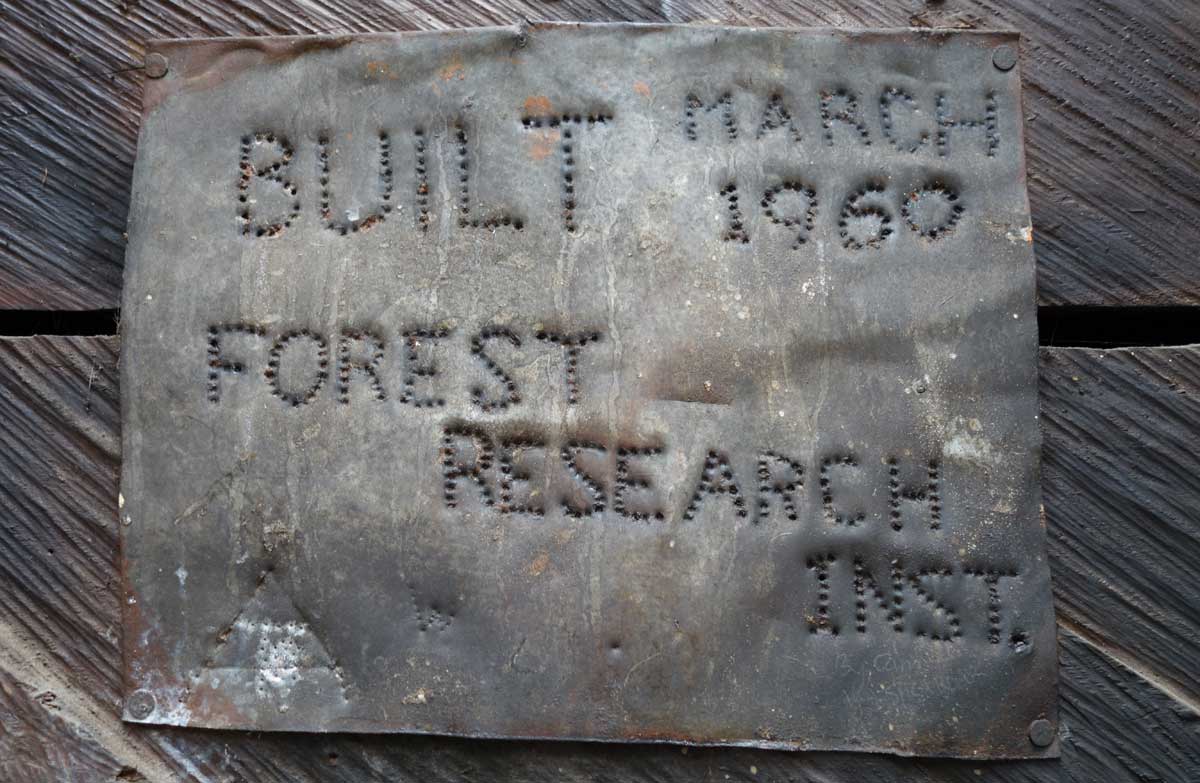 BUILT MARCH
1960
FOREST
RESEARCH
INST.